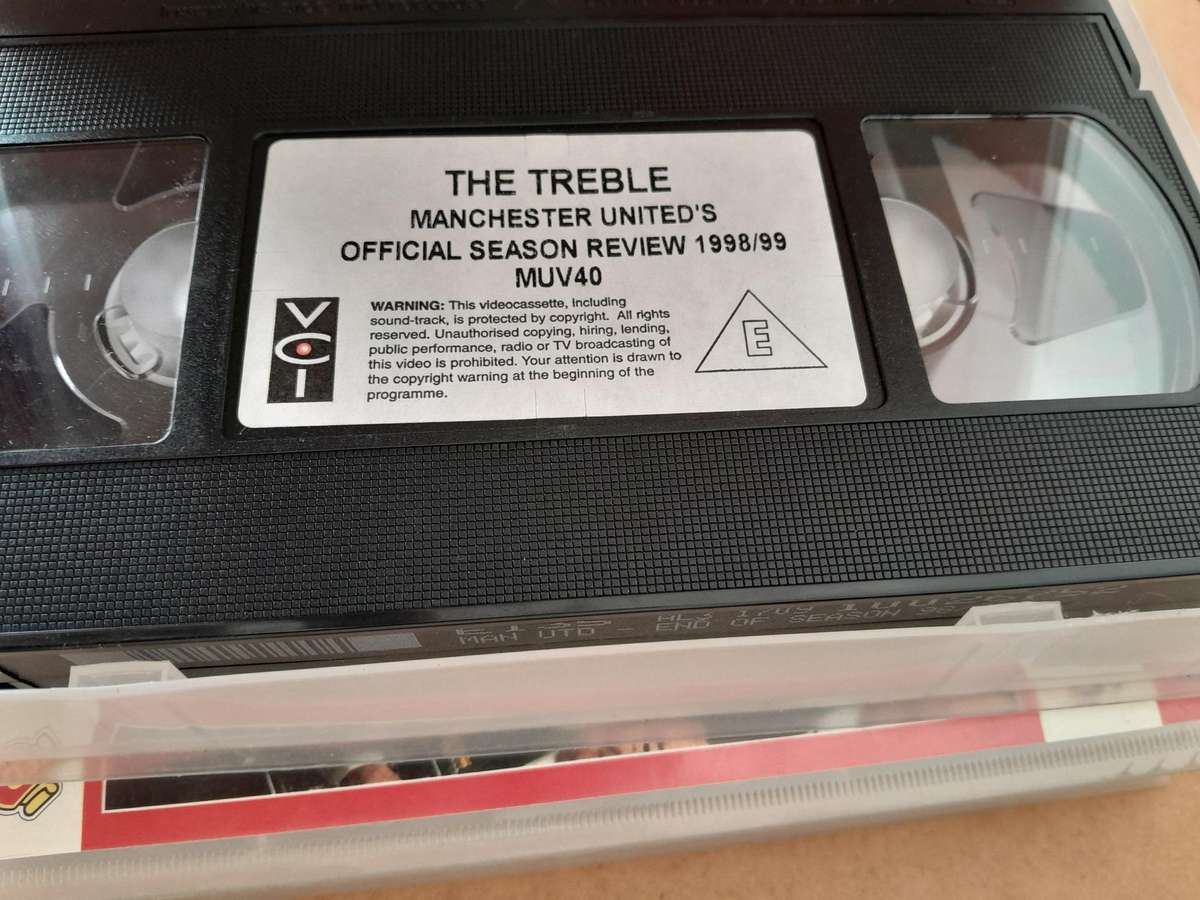 THE TREBLE
MANCHESTER UNITED'S
OFFICIAL SEASON REVIEW 1998/99
MUV40
VCI
WARNING: This videocassette, including
sound-track, is protected by copyright. All rights
reserved. Unauthorised copying, hiring, lending,
public performance, radio or TV broadcasting of
this video is prohibited. Your attention is drawn to
the copyright warning at the beginning of the
programme.
E
MAN UTD - END OF SEASON